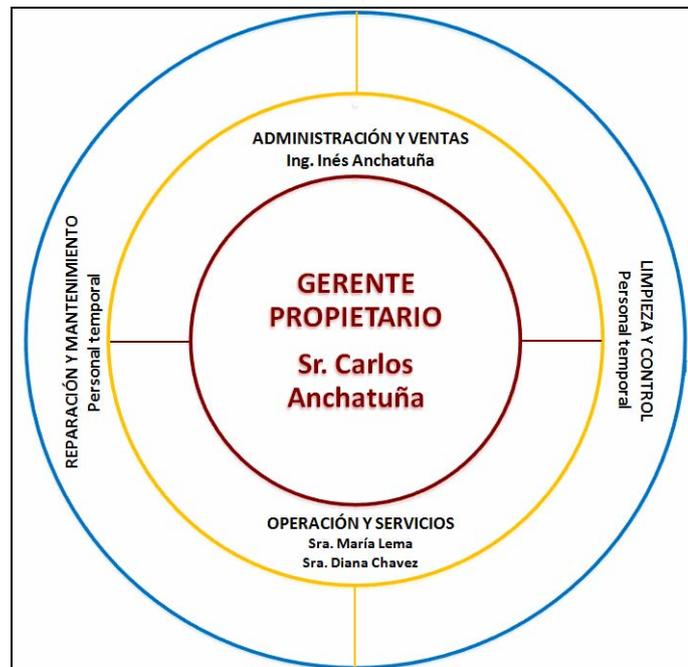 ADMINISTRACIÓN Y VENTAS
Ing. Inés Anchatuña
REPARACIÓN Y MANTENIMIENTO
Personal temporal
GERENTE
PROPIETARIO
Sr. Carlos
Anchatuña
LIMPIEZA Y CONTROL
Personal temporal
OPERACIÓN Y SERVICIOS
Sra. María Lema
Sra. Diana Chavez